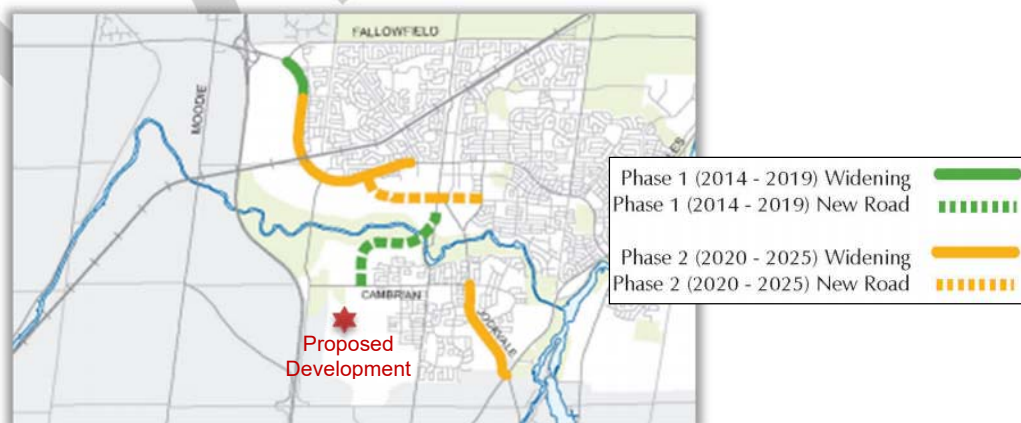 FALLOWFIELD
MOODIE
CAMBRIAN
Proposed
Development
Phase 1 (2014 - 2019) Widening
Phase 1 (2014 - 2019) New Road
Phase 2 (2020 - 2025) Widening
Phase 2 (2020 - 2025) New Road